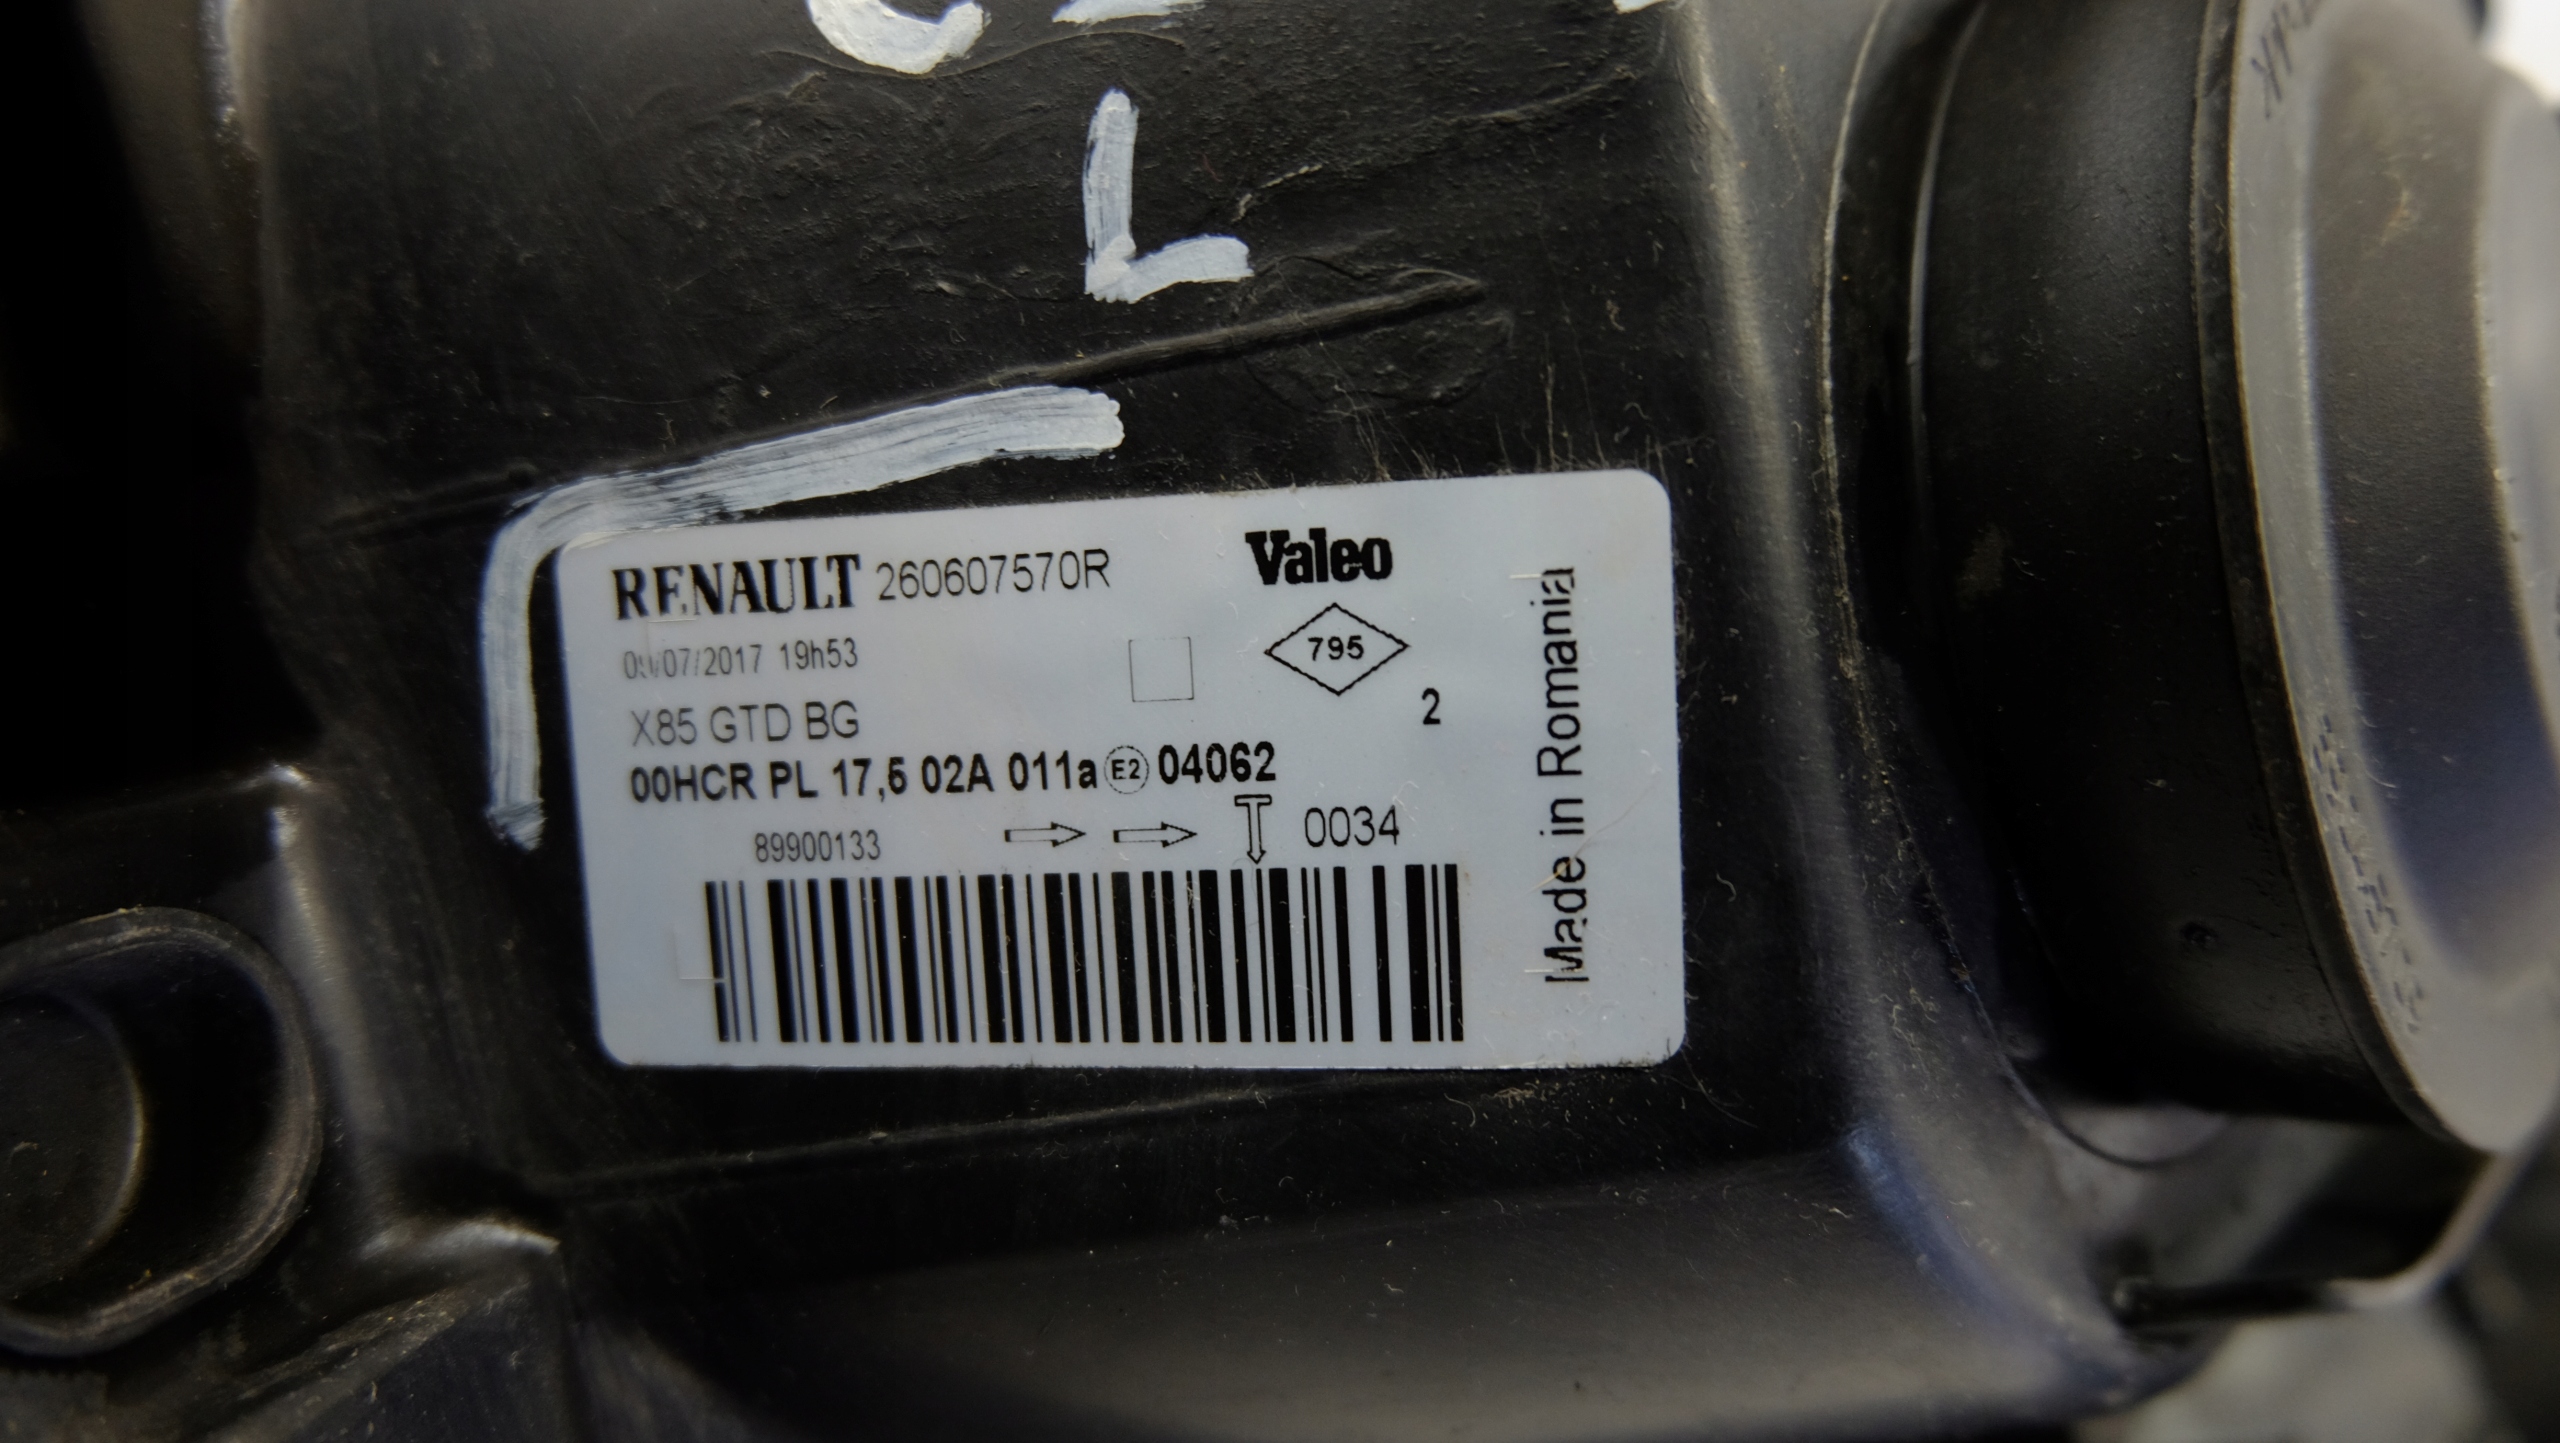 L
RENAULT 260607570R
Valeo
/07/2017 19h53
795
2
X85 GTD BG
00HCR PL 17,5 02A 011a E2 04062
89900133
0034
Made in Romania